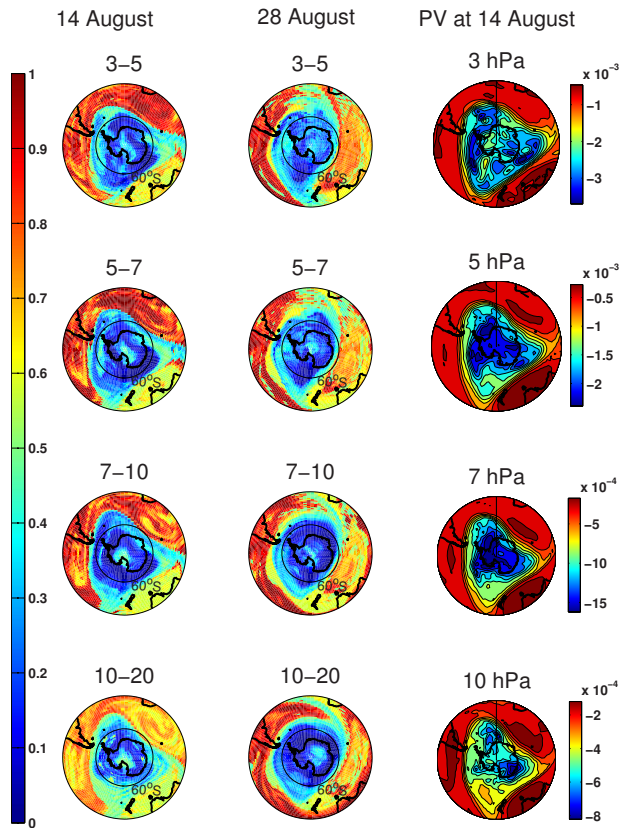 14 August 28 August PV at 14 August
3−5 3−5 3 hPa
x 10⁻³
1
0.9
0.8
0.7
0.6
0.5
0.4
0.3
0.2
0.1
0
60°S 60°S
−1
−2
−3
5−7 5−7 5 hPa
x 10⁻³
60°S 60°S
−0.5
−1
−1.5
−2
7−10 7−10 7 hPa
x 10⁻⁴
60°S 60°S
−5
−10
−15
10−20 10−20 10 hPa
x 10⁻⁴
60°S 60°S
−2
−4
−6
−8